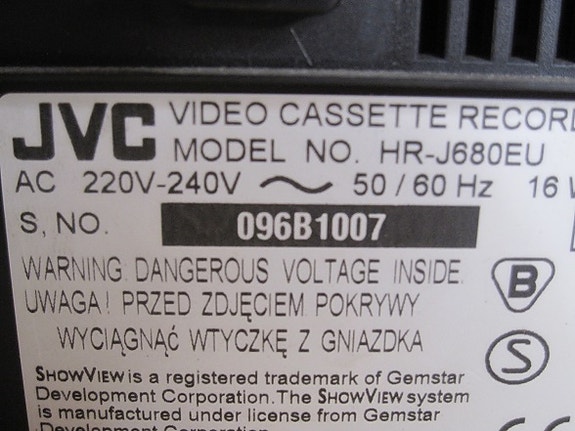 JVC VIDEO CASSETTE RECORD
MODEL NO. HR-J680EU
AC 220V-240V ~ 50/60 Hz 16 W
S, NO. 096B1007
WARNING DANGEROUS VOLTAGE INSIDE.
UWAGA! PRZED ZDJĘCIEM POKRYWY
WYCIĄGNĄĆ WTYCZKĘ Z GNIAZDKA
B
S
SHOWVIEW is a registered trademark of Gemstar
Development Corporation. The SHOWVIEW system
is manufactured under license from Gemstar
Development Corporation